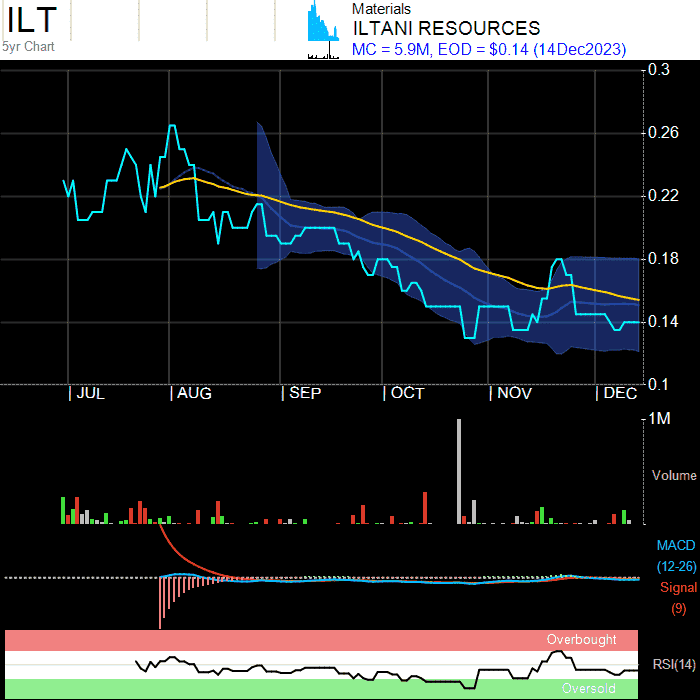 ILT
5yr Chart
Materials
ILTANI RESOURCES
MC = 5.9M, EOD = $0.14 (14Dec2023)
0.3
0.26
0.22
0.18
0.14
0.1
JUL AUG SEP OCT NOV DEC
1M
Volume
MACD
(12-26)
Signal
(9)
Overbought
RSI(14)
Oversold